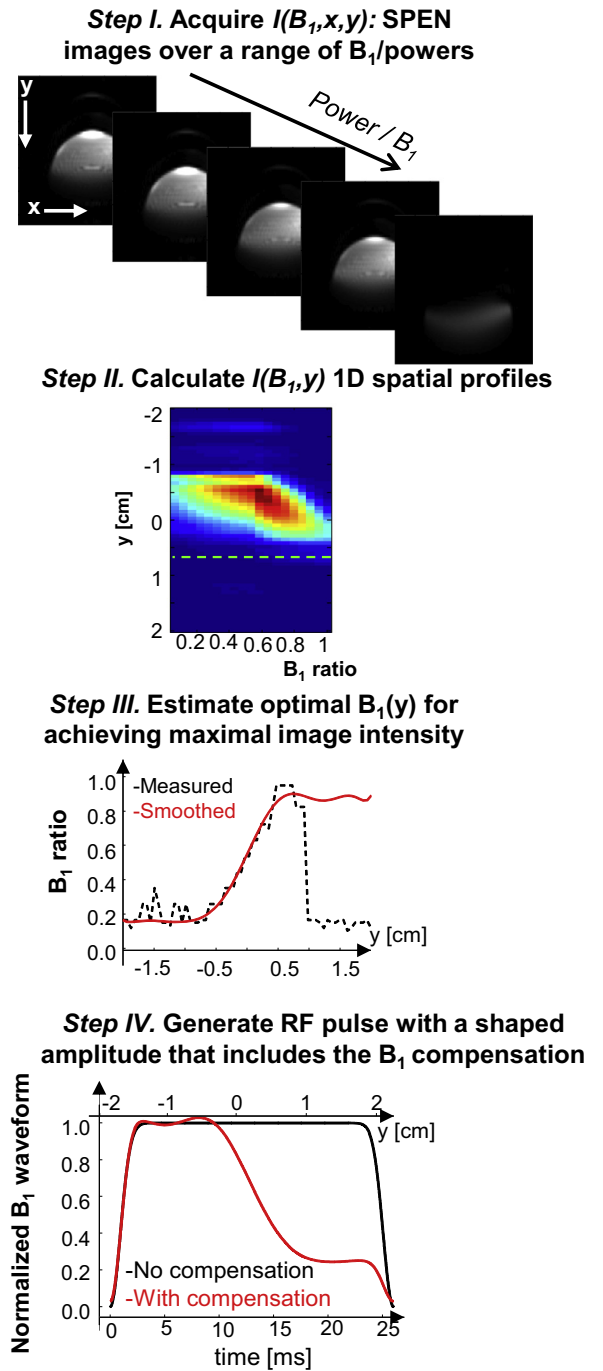 Step I. Acquire I(B₁,x,y): SPEN
images over a range of B₁/powers
y
x
Power / B₁
Step II. Calculate I(B₁,y) 1D spatial profiles
-2
-1
0
1
2
y [cm]
0.2 0.4 0.6 0.8 1
B₁ ratio
Step III. Estimate optimal B₁(y) for
achieving maximal image intensity
1.0
0.8
0.6
0.4
0.2
0.0
B₁ ratio
-Measured
-Smoothed
y [cm]
-1.5 -0.5 0.5 1.5
Step IV. Generate RF pulse with a shaped
amplitude that includes the B₁ compensation
-2 -1 0 1 2
y [cm]
Normalized B₁ waveform
1.0
0.8
0.6
0.4
0.2
0.0
-No compensation
-With compensation
0 5 10 15 20 25
time [ms]